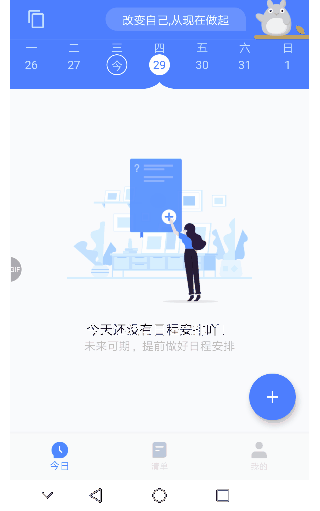 改变自己,从现在做起
一 二 三 四 五 六 日
26 27 今 29 30 31 1
?
GIF
今天还没有日程安排哟.
未来可期，提前做好日程安排
+
今日 清单 我的